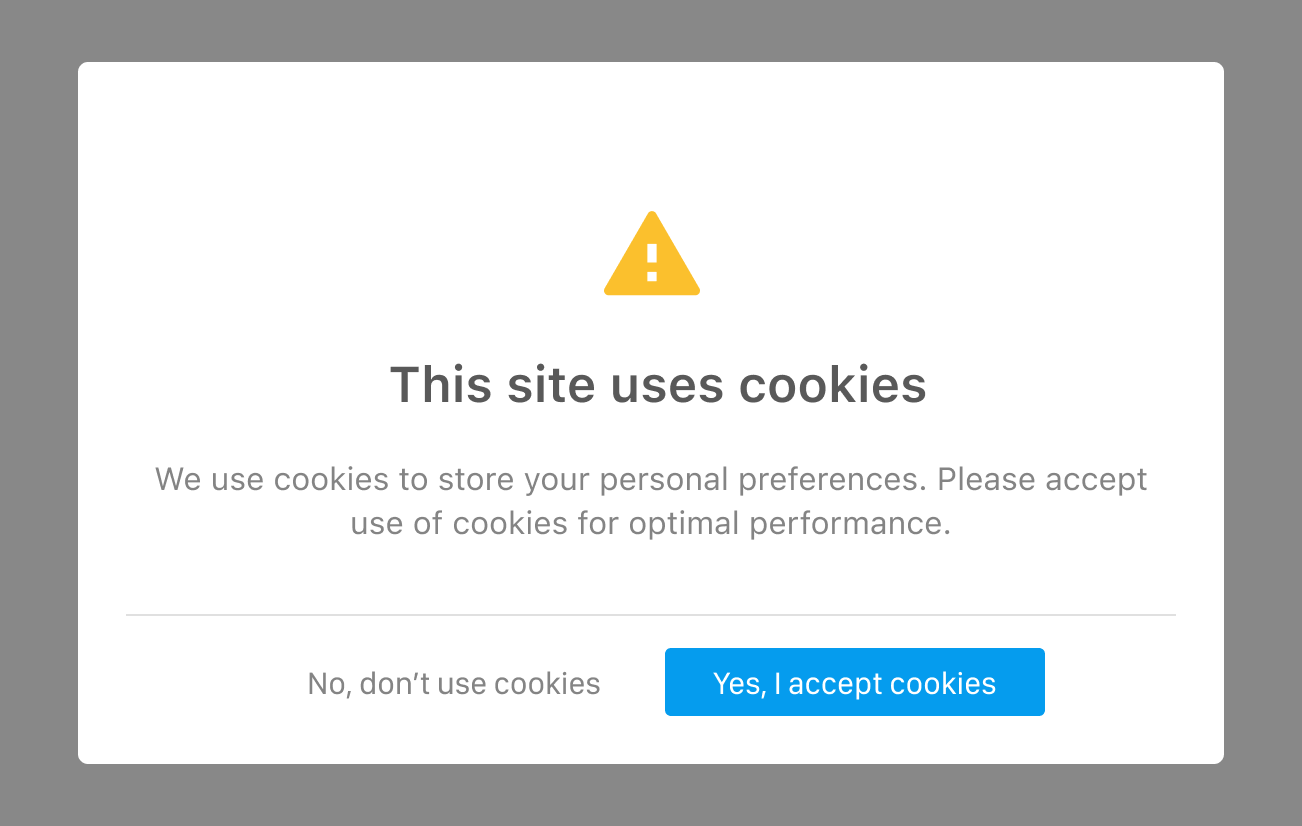 This site uses cookies
We use cookies to store your personal preferences. Please accept
use of cookies for optimal performance.
No, don’t use cookies
Yes, I accept cookies